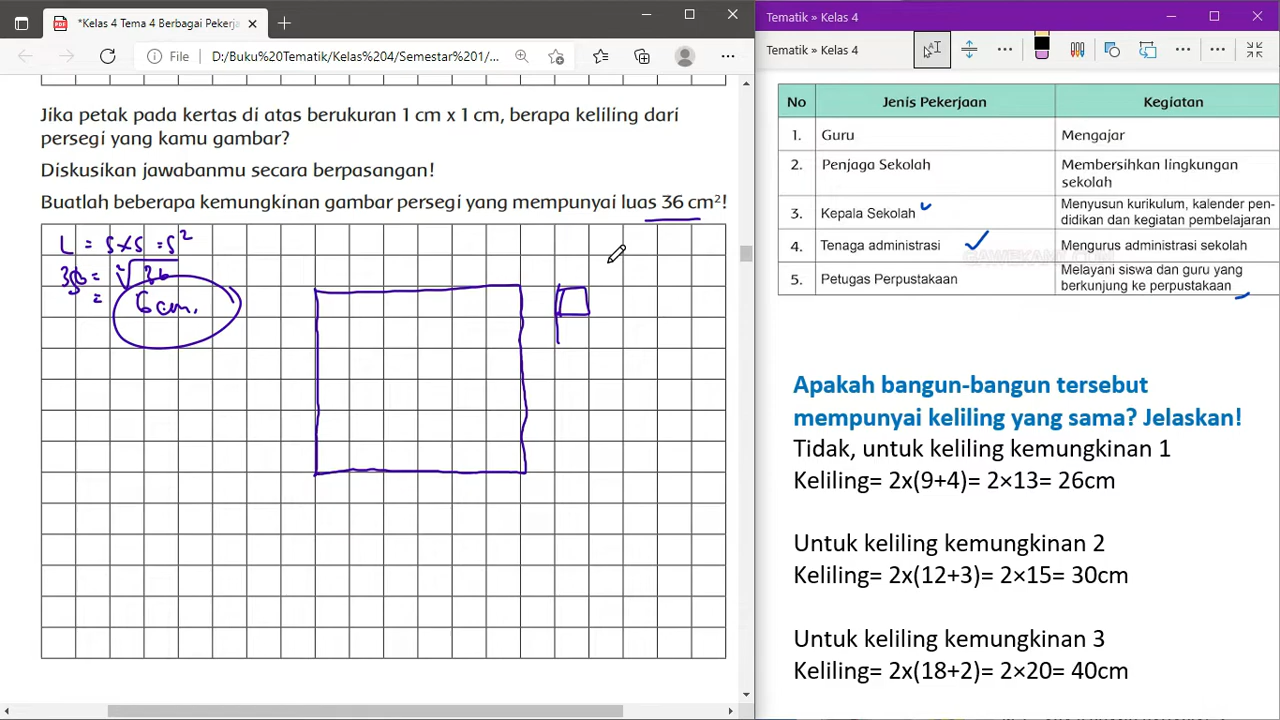 *Kelas 4 Tema 4 Berbagai Pekerja
File
D:/Buku%20Tematik/Kelas%204/Semestar%201/...
Jika petak pada kertas di atas berukuran 1 cm x 1 cm, berapa keliling dari
persegi yang kamu gambar?
Diskusikan jawabanmu secara berpasangan!
Buatlah beberapa kemungkinan gambar persegi yang mempunyai luas 36 cm²!
L = s x s = s²
= ²√36
= 6 cm.
Tematik » Kelas 4
Tematik » Kelas 4
No Jenis Pekerjaan Kegiatan
1. Guru Mengajar
2. Penjaga Sekolah Membersihkan lingkungan
sekolah
3. Kepala Sekolah Menyusun kurikulum, kalender pen-
didikan dan kegiatan pembelajaran
4. Tenaga administrasi Mengurus administrasi sekolah
5. Petugas Perpustakaan Melayani siswa dan guru yang
berkunjung ke perpustakaan
Apakah bangun-bangun tersebut
mempunyai keliling yang sama? Jelaskan!
Tidak, untuk keliling kemungkinan 1
Keliling= 2x(9+4)= 2×13= 26cm
Untuk keliling kemungkinan 2
Keliling= 2x(12+3)= 2×15= 30cm
Untuk keliling kemungkinan 3
Keliling= 2x(18+2)= 2×20= 40cm